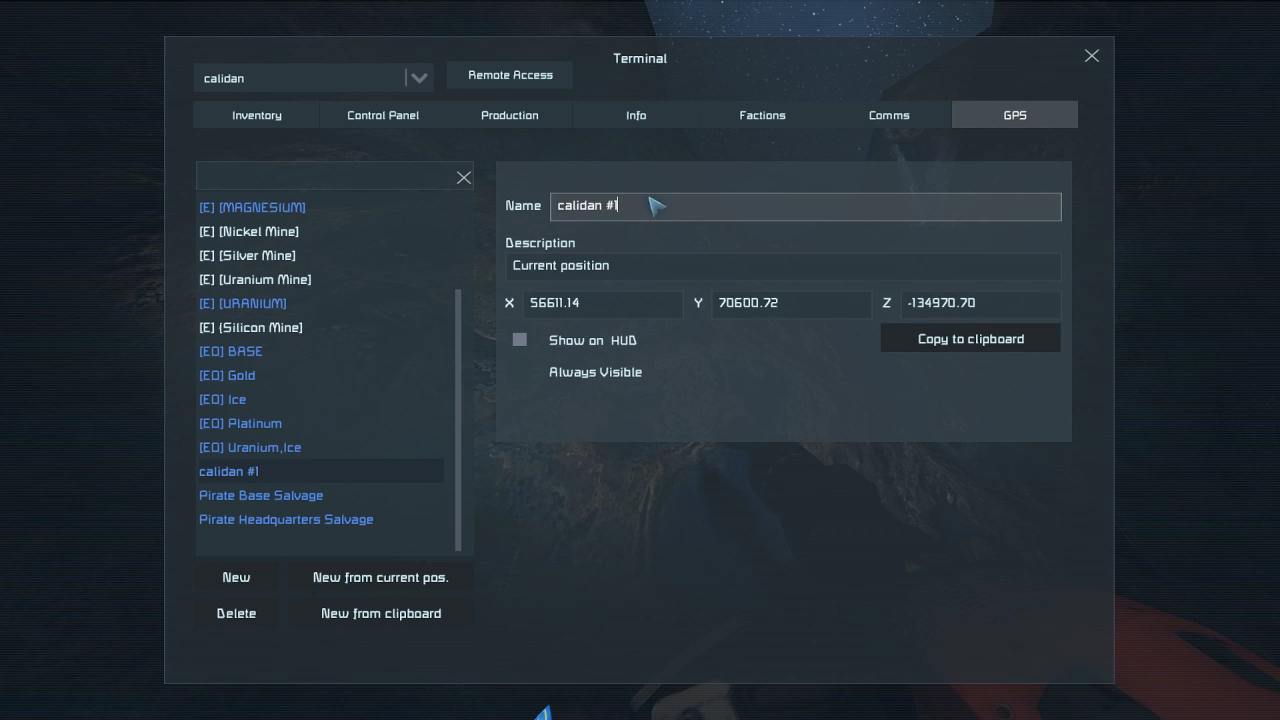 Terminal
calidan
Remote Access
Inventory
Control Panel
Production
Info
Factions
Comms
GPS
[E] [MAGNESIUM]
[E] [Nickel Mine]
[E] [Silver Mine]
[E] [Uranium Mine]
[E] [URANIUM]
[E] {Silicon Mine]
[EO] BASE
[EO] Gold
[EO] Ice
[EO] Platinum
[EO] Uranium,Ice
calidan #1
Pirate Base Salvage
Pirate Headquarters Salvage
New
New from current pos.
Delete
New from clipboard
Name calidan #1
Description
Current position
X 56611.14 Y 70600.72 Z -134970.70
Show on HUD
Copy to clipboard
Always Visible